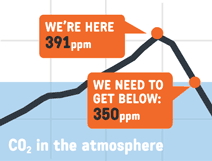 WE'RE HERE
391ppm
WE NEED TO
GET BELOW:
350ppm
CO₂ in the atmosphere